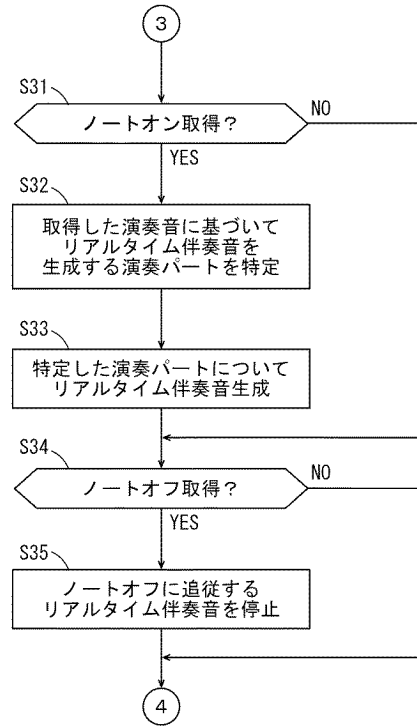 3
S31
ノートオン取得？
NO
YES
S32
取得した演奏音に基づいて
リアルタイム伴奏音を
生成する演奏パートを特定
S33
特定した演奏パートについて
リアルタイム伴奏音生成
S34
ノートオフ取得？
NO
YES
S35
ノートオフに追従する
リアルタイム伴奏音を停止
4